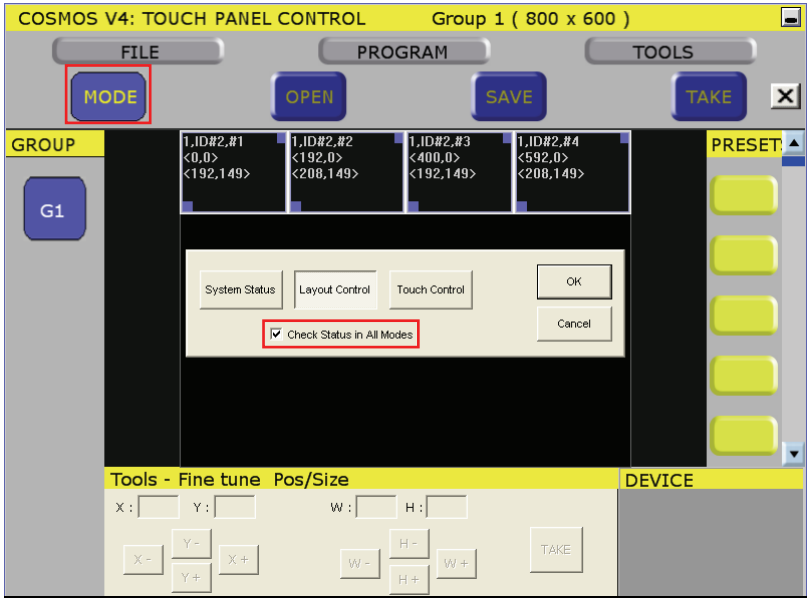 COSMOS V4: TOUCH PANEL CONTROL Group 1 ( 800 x 600 )
FILE PROGRAM TOOLS
MODE OPEN SAVE TAKE X
GROUP PRESET
1,ID#2,#1 1,ID#2,#2 1,ID#2,#3 1,ID#2,#4
<0,0> <192,0> <400,0> <592,0>
<192,149> <208,149> <192,149> <208,149>
G1
System Status Layout Control Touch Control OK
Check Status in All Modes Cancel
Tools - Fine tune Pos/Size DEVICE
X : Y : W : H :
X - Y - X + W - H - W + TAKE
Y + H +